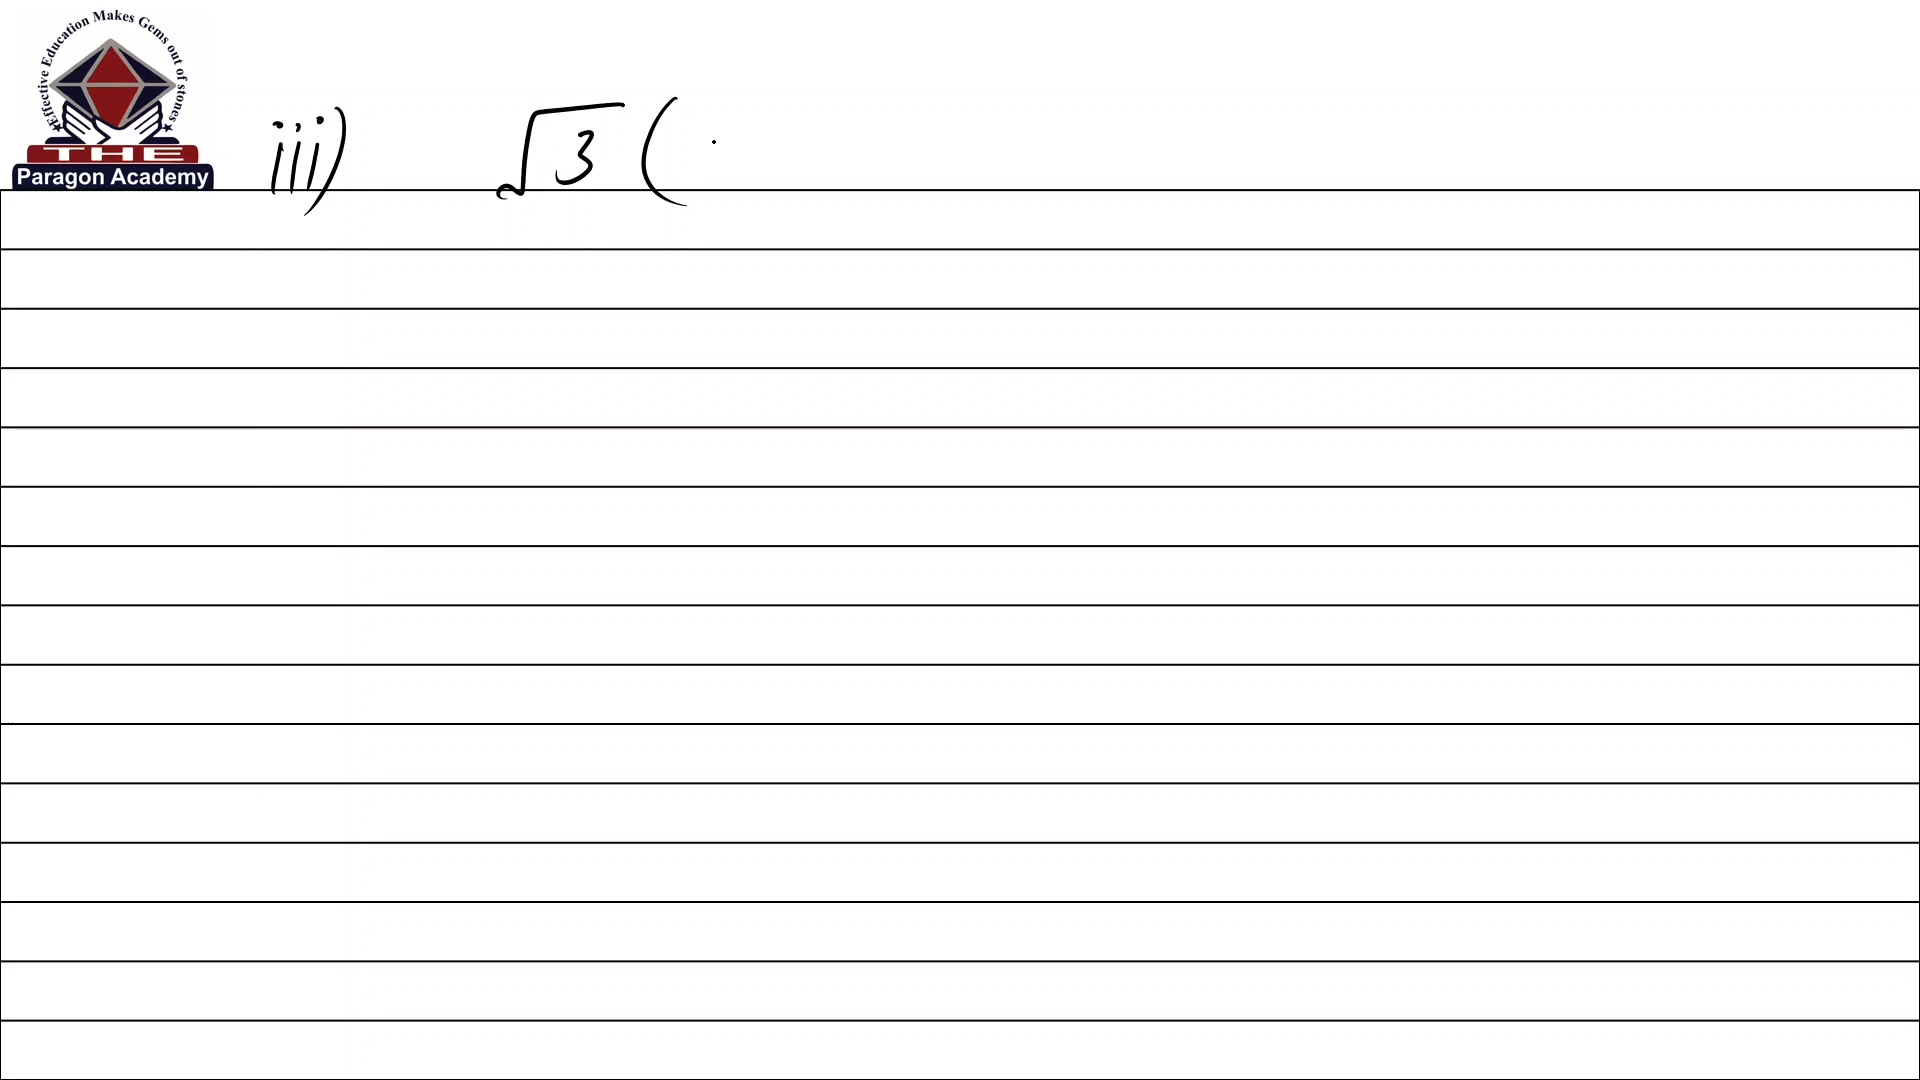 Effective Education Makes Gems out of stones
THE
Paragon Academy
iii) √3 (